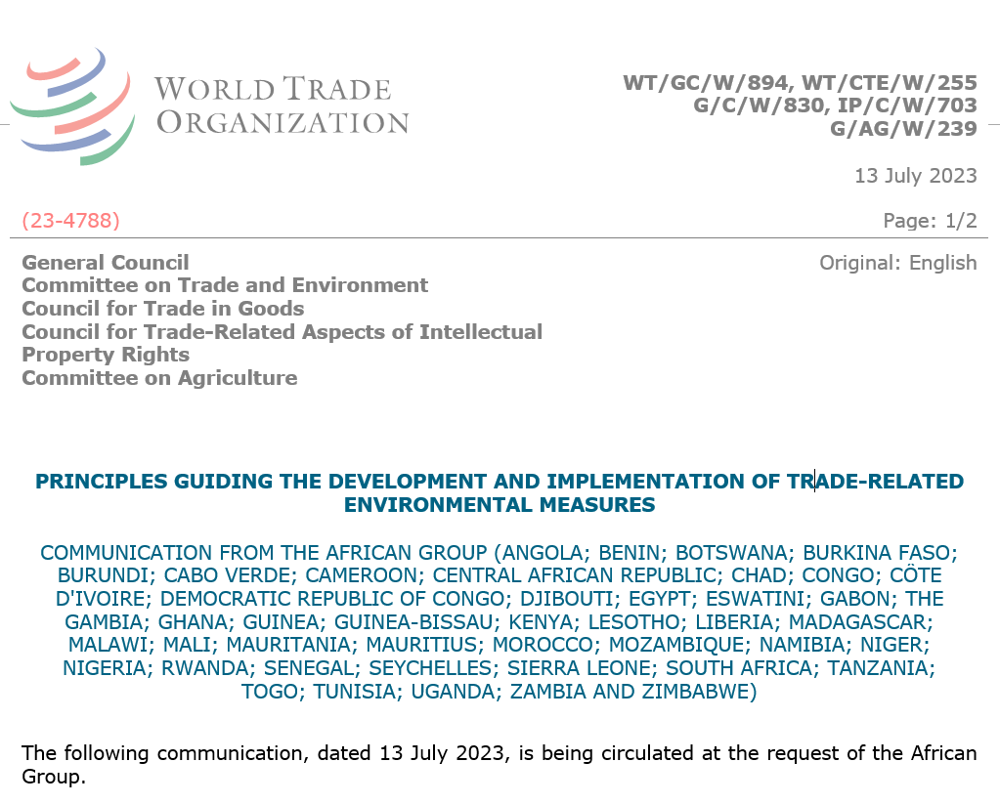 WORLD TRADE
ORGANIZATION
WT/GC/W/894, WT/CTE/W/255
G/C/W/830, IP/C/W/703
G/AG/W/239
13 July 2023
(23-4788)
Page: 1/2
General Council
Committee on Trade and Environment
Council for Trade in Goods
Council for Trade-Related Aspects of Intellectual
Property Rights
Committee on Agriculture
Original: English
PRINCIPLES GUIDING THE DEVELOPMENT AND IMPLEMENTATION OF TRADE-RELATED
ENVIRONMENTAL MEASURES
COMMUNICATION FROM THE AFRICAN GROUP (ANGOLA; BENIN; BOTSWANA; BURKINA FASO;
BURUNDI; CABO VERDE; CAMEROON; CENTRAL AFRICAN REPUBLIC; CHAD; CONGO; CÖTE
D'IVOIRE; DEMOCRATIC REPUBLIC OF CONGO; DJIBOUTI; EGYPT; ESWATINI; GABON; THE
GAMBIA; GHANA; GUINEA; GUINEA-BISSAU; KENYA; LESOTHO; LIBERIA; MADAGASCAR;
MALAWI; MALI; MAURITANIA; MAURITIUS; MOROCCO; MOZAMBIQUE; NAMIBIA; NIGER;
NIGERIA; RWANDA; SENEGAL; SEYCHELLES; SIERRA LEONE; SOUTH AFRICA; TANZANIA;
TOGO; TUNISIA; UGANDA; ZAMBIA AND ZIMBABWE)
The following communication, dated 13 July 2023, is being circulated at the request of the African
Group.